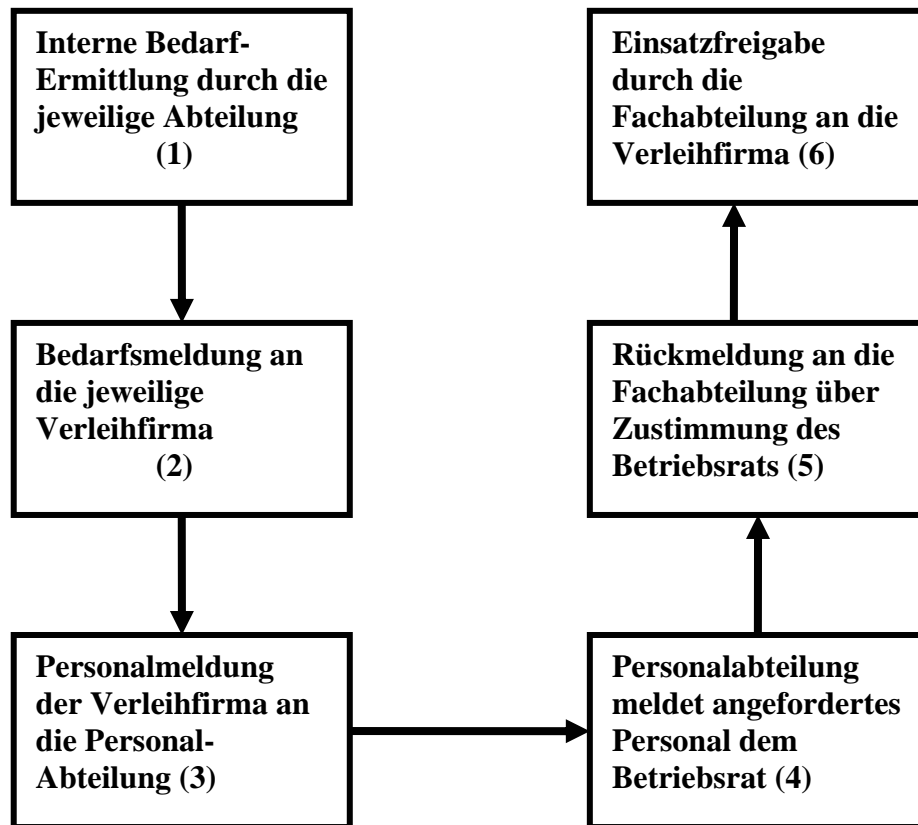 Interne Bedarf-
Ermittlung durch die
jeweilige Abteilung
(1)
Bedarfsmeldung an
die jeweilige
Verleihfirma
(2)
Personalmeldung
der Verleihfirma an
die Personal-
Abteilung (3)
Personalabteilung
meldet angefordertes
Personal dem
Betriebsrat (4)
Rückmeldung an die
Fachabteilung über
Zustimmung des
Betriebsrats (5)
Einsatzfreigabe
durch die
Fachabteilung an die
Verleihfirma (6)